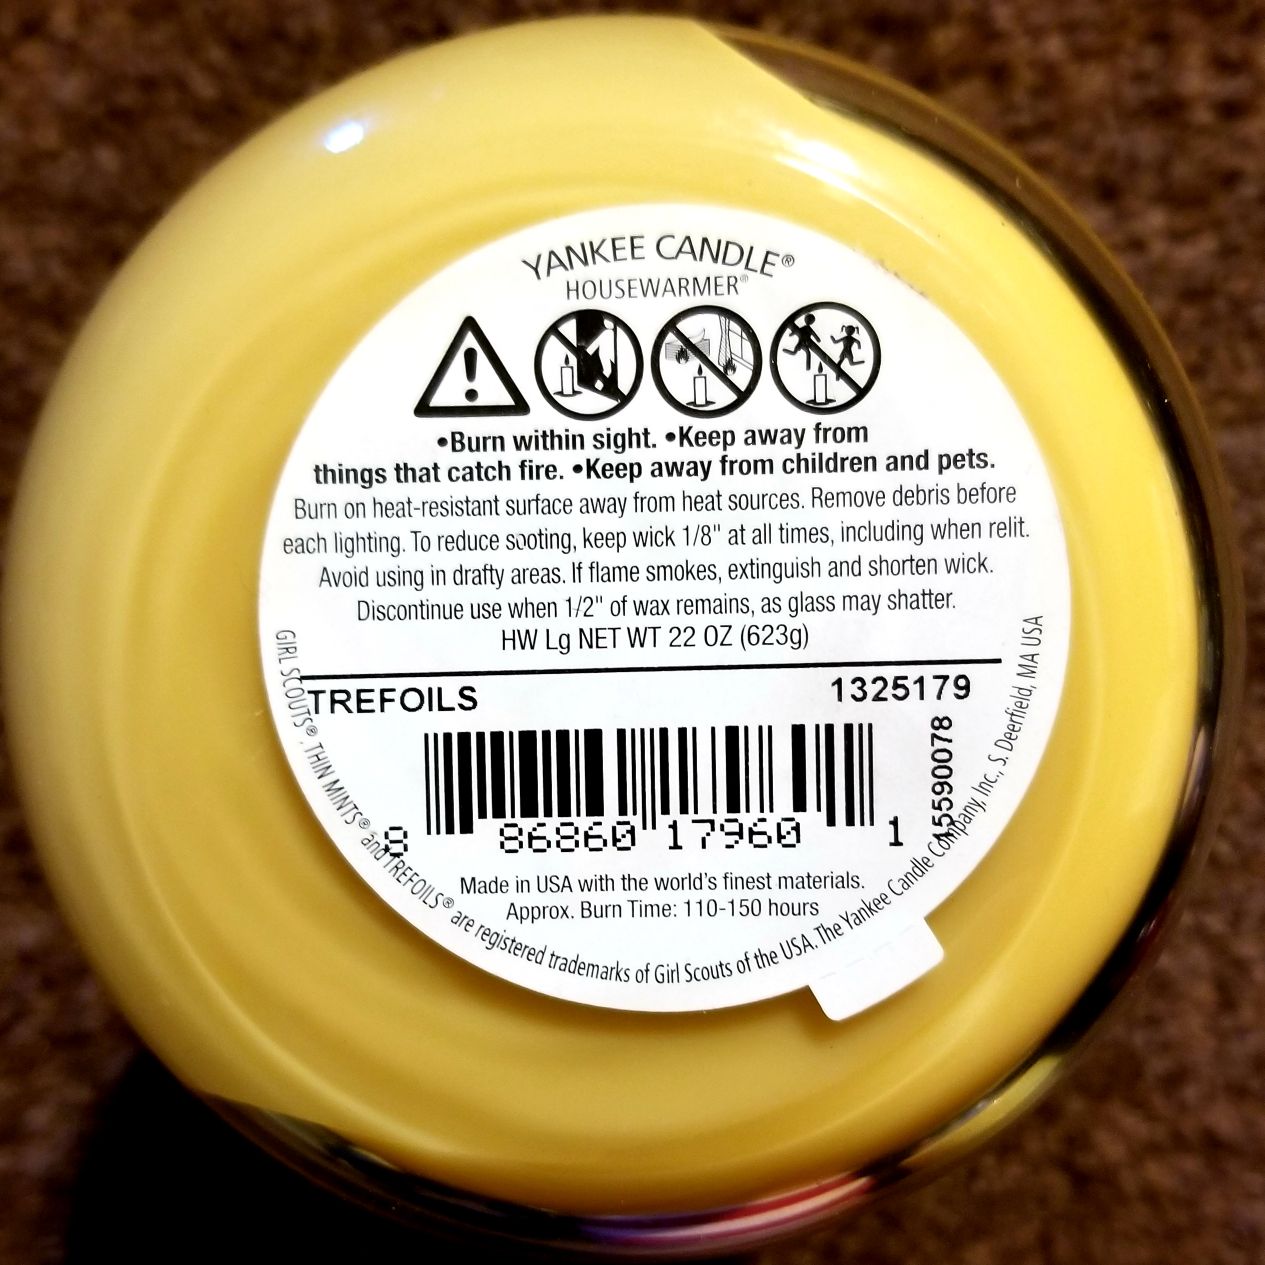 YANKEE CANDLE®
HOUSEWARMER®
•Burn within sight. •Keep away from
things that catch fire. •Keep away from children and pets.
Burn on heat-resistant surface away from heat sources. Remove debris before
each lighting. To reduce sooting, keep wick 1/8" at all times, including when relit.
Avoid using in drafty areas. If flame smokes, extinguish and shorten wick.
Discontinue use when 1/2" of wax remains, as glass may shatter.
HW Lg NET WT 22 OZ (623g)
TREFOILS 1325179
15590078
8 86860 17960 1
Made in USA with the world's finest materials.
Approx. Burn Time: 110-150 hours
GIRL SCOUTS®, THIN MINTS® and TREFOILS® are registered trademarks of Girl Scouts of the USA. The Yankee Candle Company, Inc., S. Deerfield, MA USA